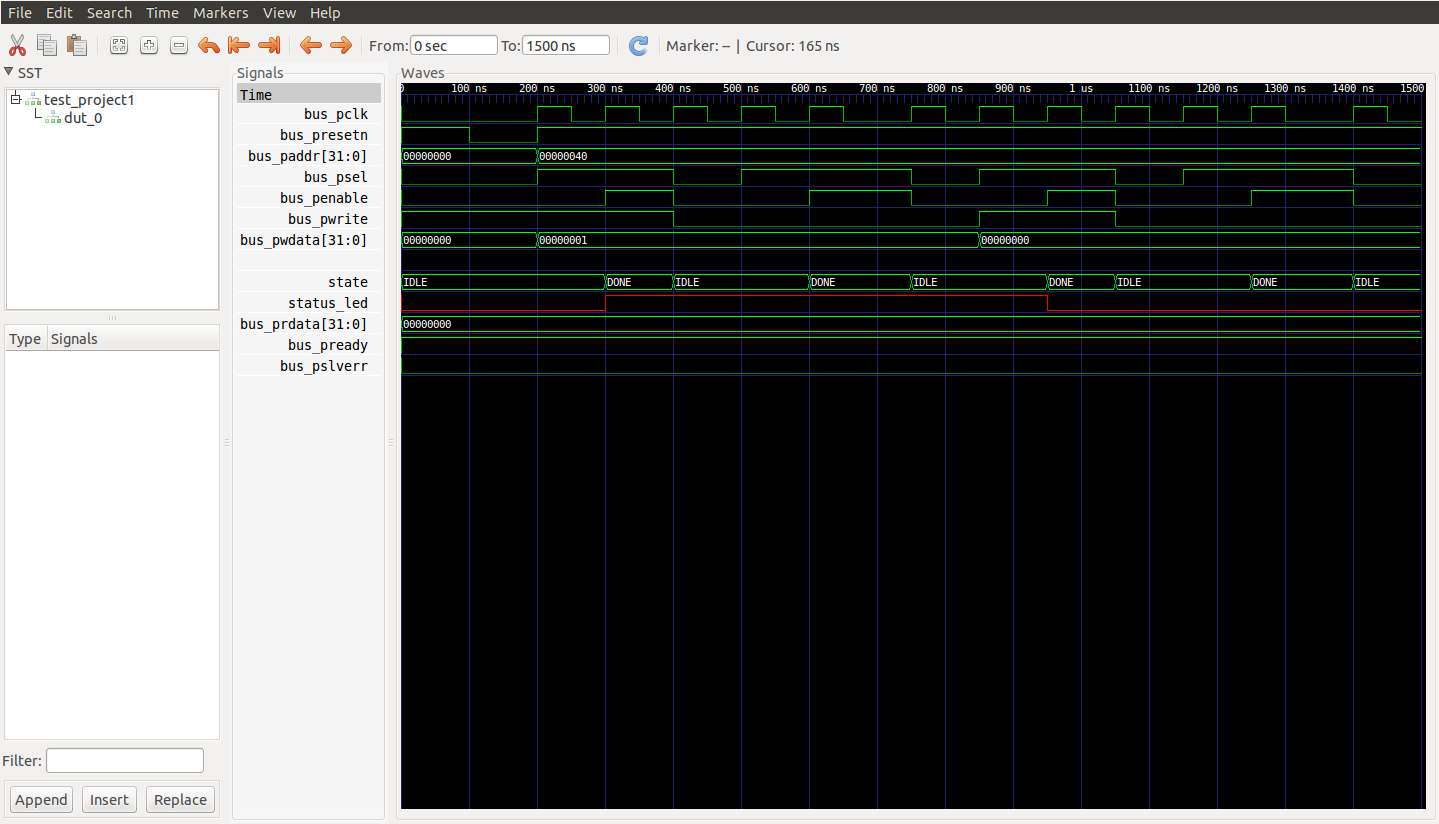 File Edit Search Time Markers View Help
From: 0 sec To: 1500 ns Marker: -- | Cursor: 165 ns
SST
test_project1
dut_0
Type Signals
Filter:
Append Insert Replace
Signals
Time
bus_pclk
bus_presetn
bus_paddr[31:0]
bus_psel
bus_penable
bus_pwrite
bus_pwdata[31:0]
state
status_led
bus_prdata[31:0]
bus_pready
bus_pslverr
Waves
0 100 ns 200 ns 300 ns 400 ns 500 ns 600 ns 700 ns 800 ns 900 ns 1 us 1100 ns 1200 ns 1300 ns 1400 ns 1500
00000000 00000040
00000000 00000001 00000000
IDLE DONE IDLE DONE IDLE DONE IDLE DONE IDLE
00000000